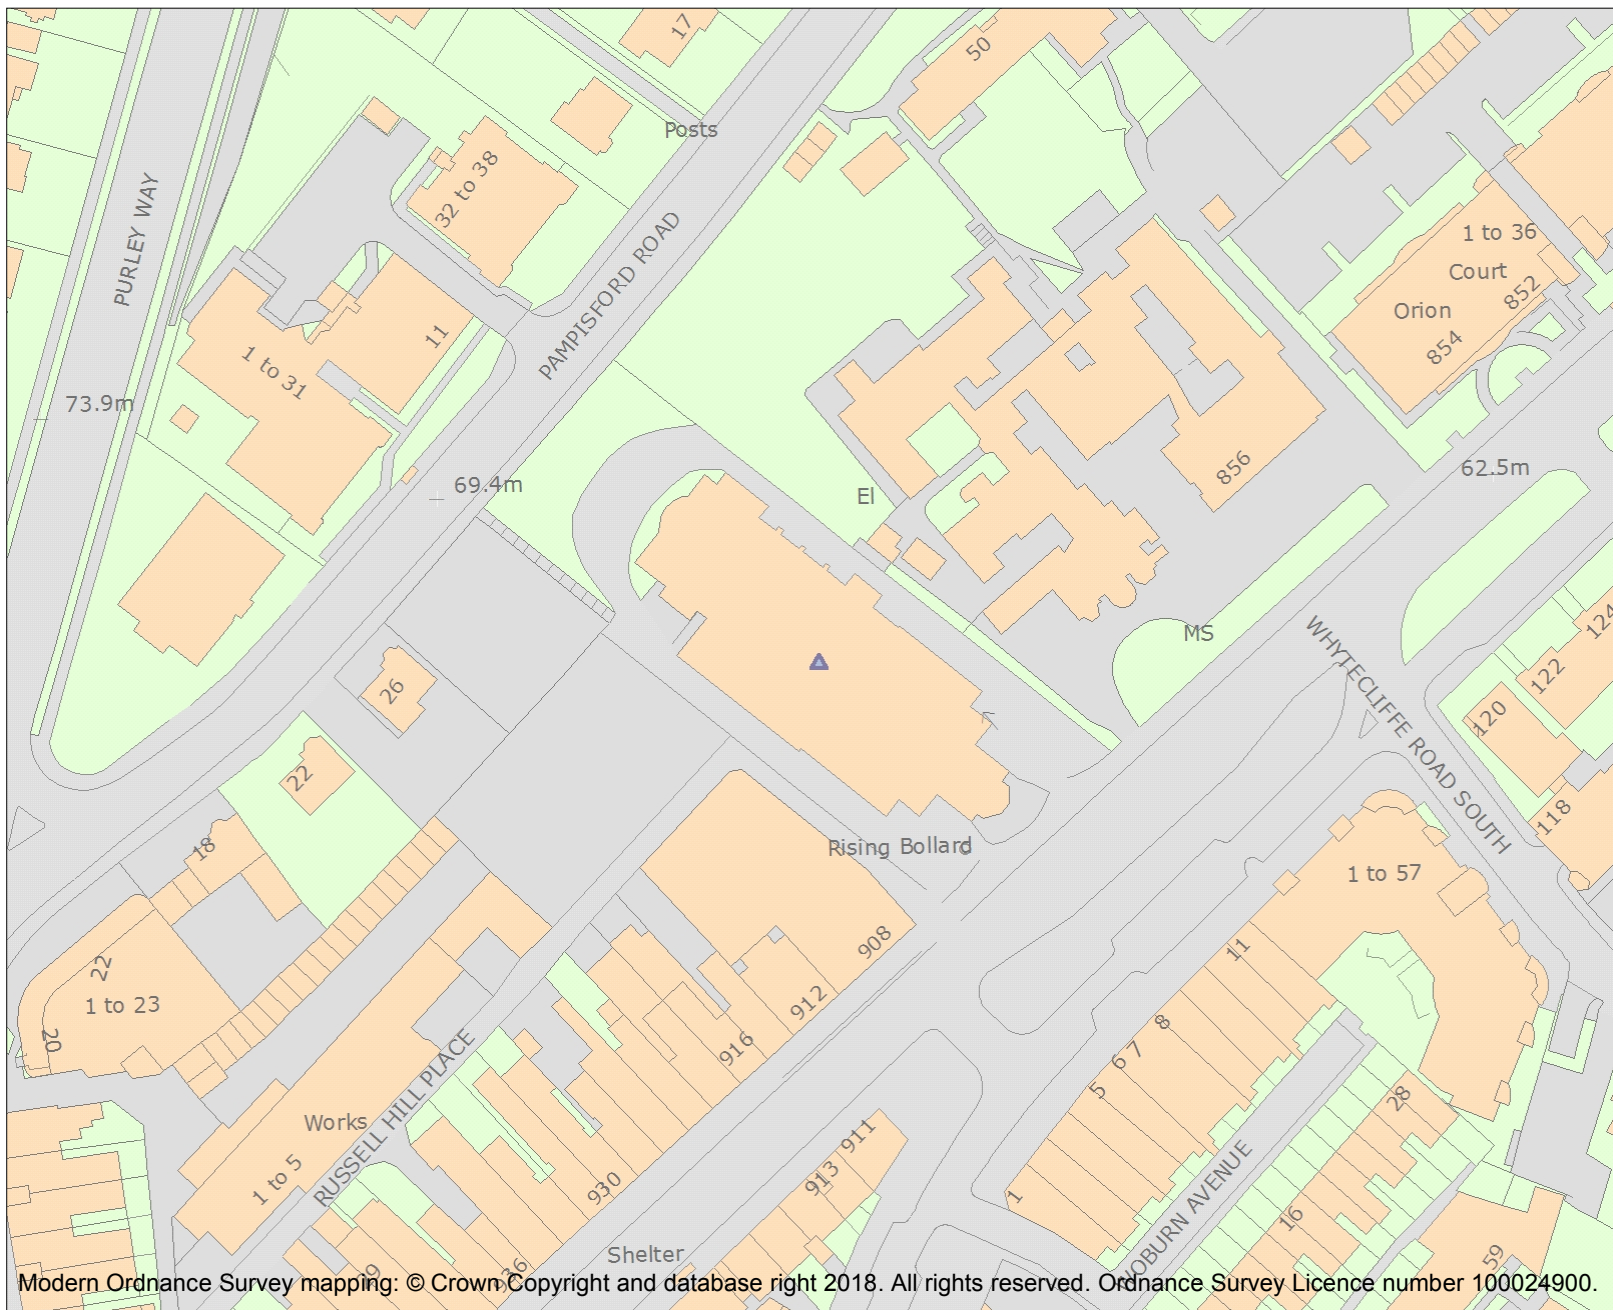 17
50
Posts
PURLEY WAY
32 to 38
PAMPISFORD ROAD
1 to 36
Court
Orion
852
854
11
1 to 31
73.9m
69.4m
62.5m
856
El
MS
WHYTECLIFFE ROAD SOUTH
124
122
120
118
26
22
18
Rising Bollard
1 to 57
908
912
916
11
8
7
6
5
1
22
1 to 23
20
Works
1 to 5
RUSSELL HILL PLACE
930
911
913
28
16
WOBURN AVENUE
Shelter
59
Modern Ordnance Survey mapping: © Crown Copyright and database right 2018. All rights reserved. Ordnance Survey Licence number 100024900.